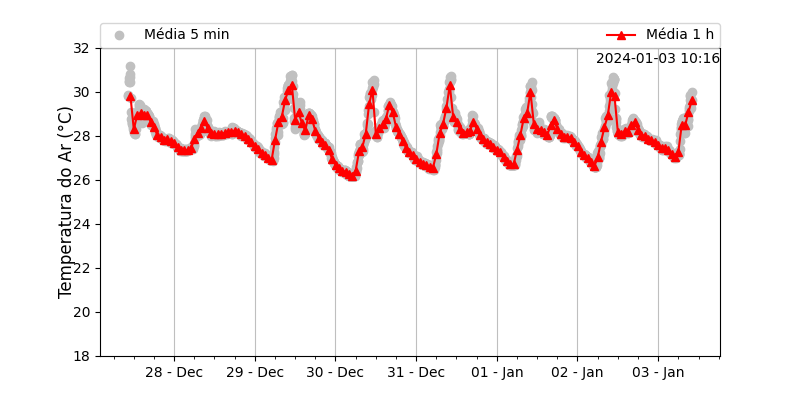 Média 5 min
Média 1 h
2024-01-03 10:16
Temperatura do Ar (°C)
32
30
28
26
24
22
20
18
28 - Dec
29 - Dec
30 - Dec
31 - Dec
01 - Jan
02 - Jan
03 - Jan